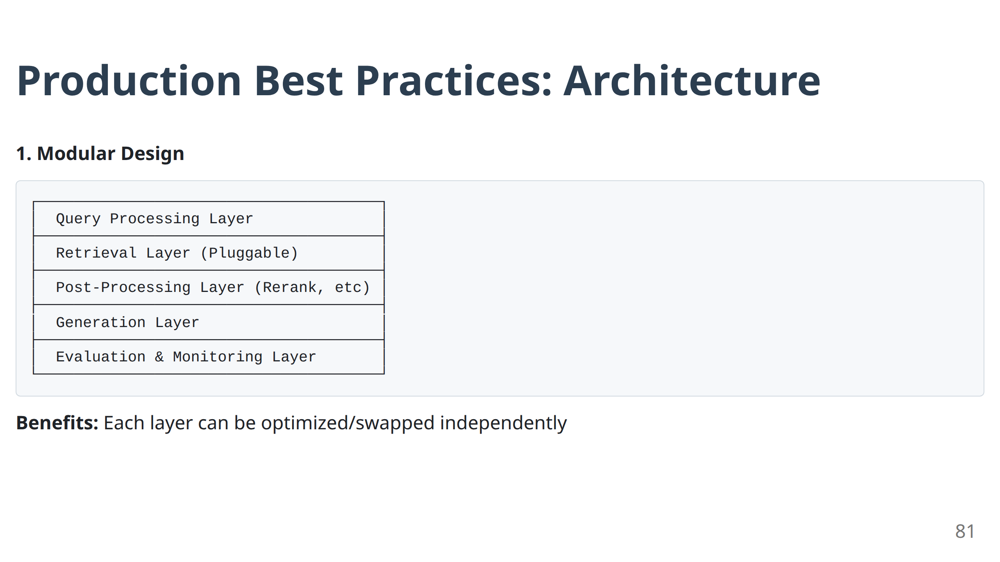 Production Best Practices: Architecture
1. Modular Design
Query Processing Layer
Retrieval Layer (Pluggable)
Post-Processing Layer (Rerank, etc)
Generation Layer
Evaluation & Monitoring Layer
Benefits: Each layer can be optimized/swapped independently
81